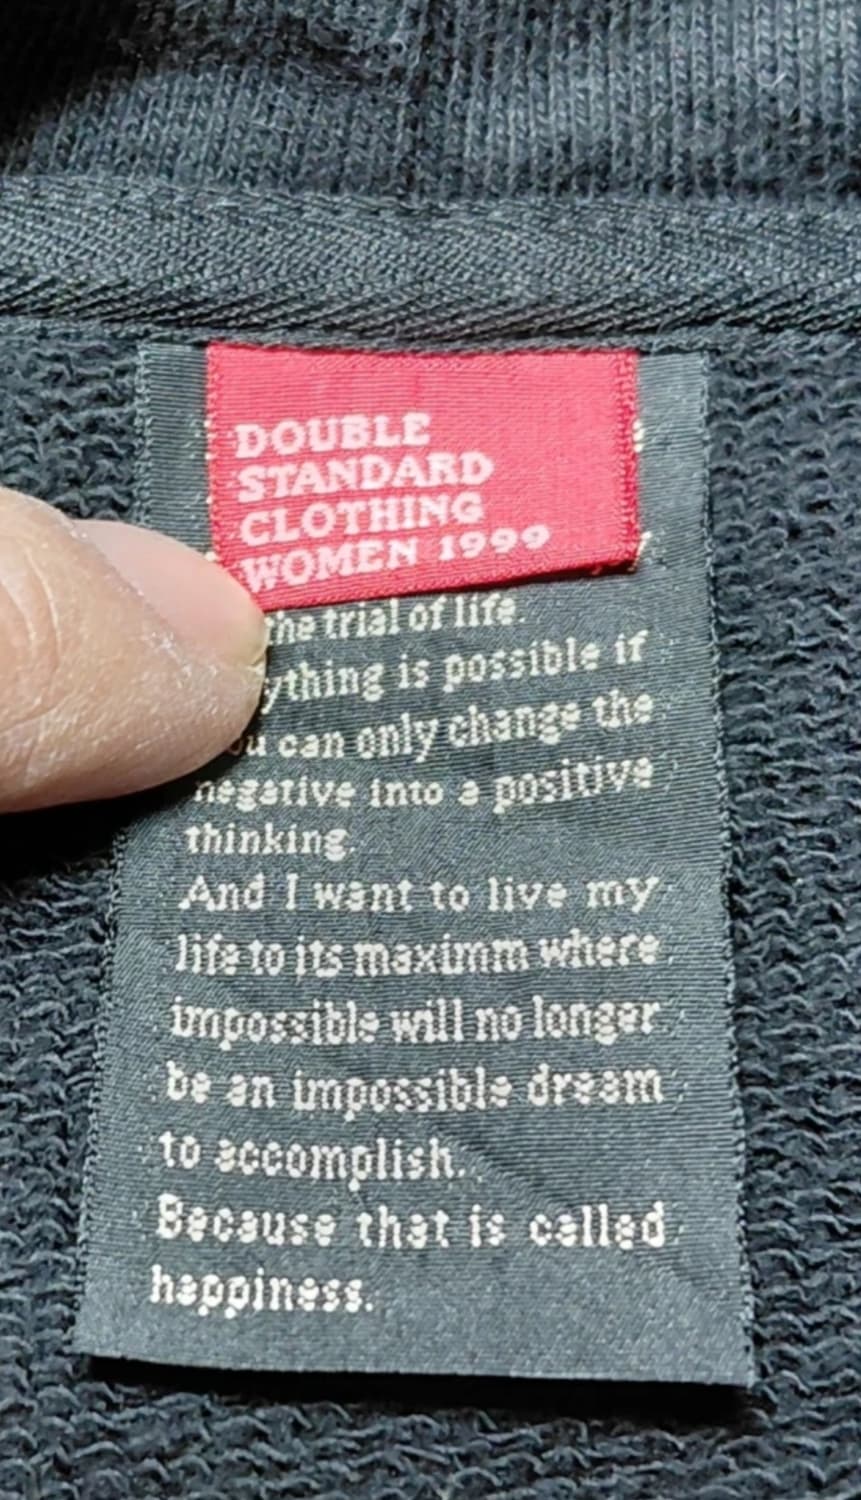 DOUBLE
STANDARD
CLOTHING
WOMEN 1999
the trial of life.
ything is possible if
ou can only change the
negative into a positive
thinking.
And I want to live my
life to its maximm where
impossible will no longer
be an impossible dream
to accomplish.
Because that is called
happiness.